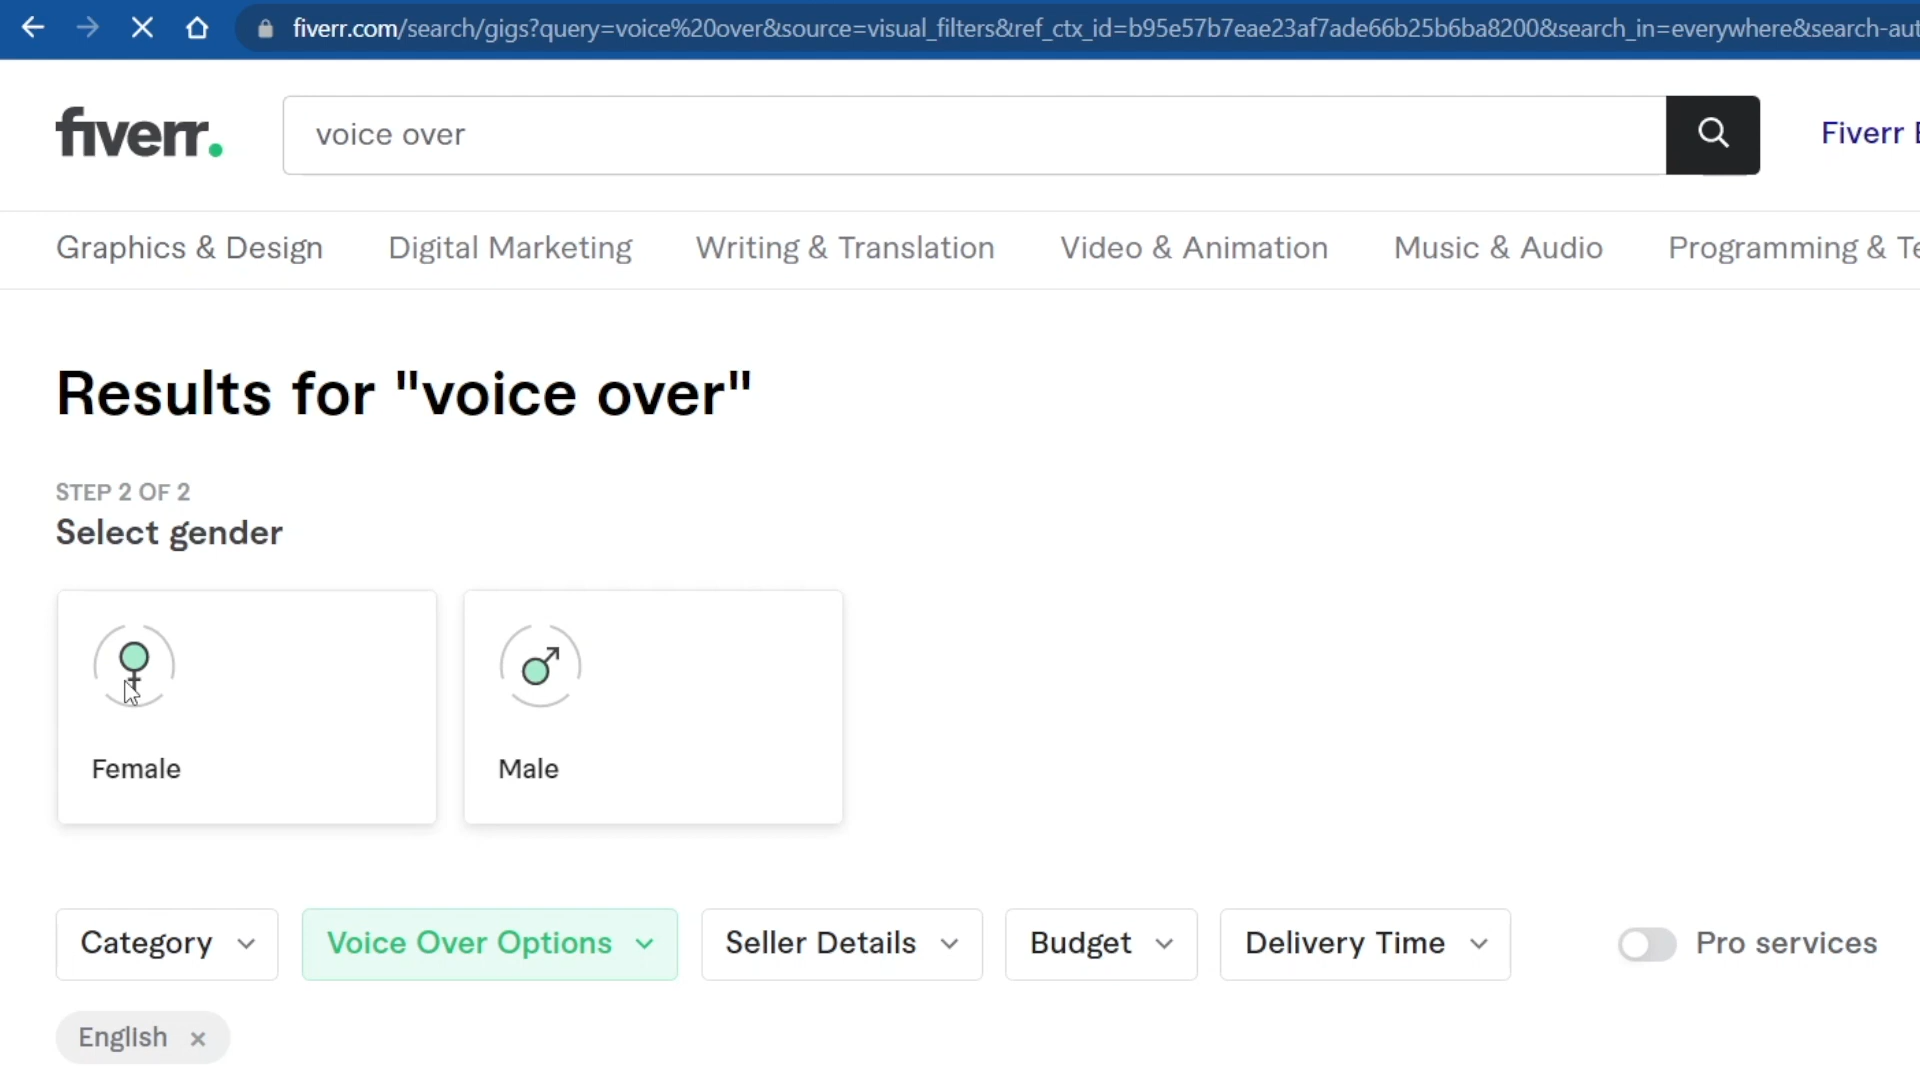 fiverr.com/search/gigs?query=voice%20over&source=visual_filters&ref_ctx_id=b95e57b7eae23af7ade66b25b6ba8200&search_in=everywhere&search-aut
fiverr.
voice over
Fiverr
Graphics & Design Digital Marketing Writing & Translation Video & Animation Music & Audio Programming & Te
Results for "voice over"
STEP 2 OF 2
Select gender
Female Male
Category Voice Over Options Seller Details Budget Delivery Time Pro services
English ×